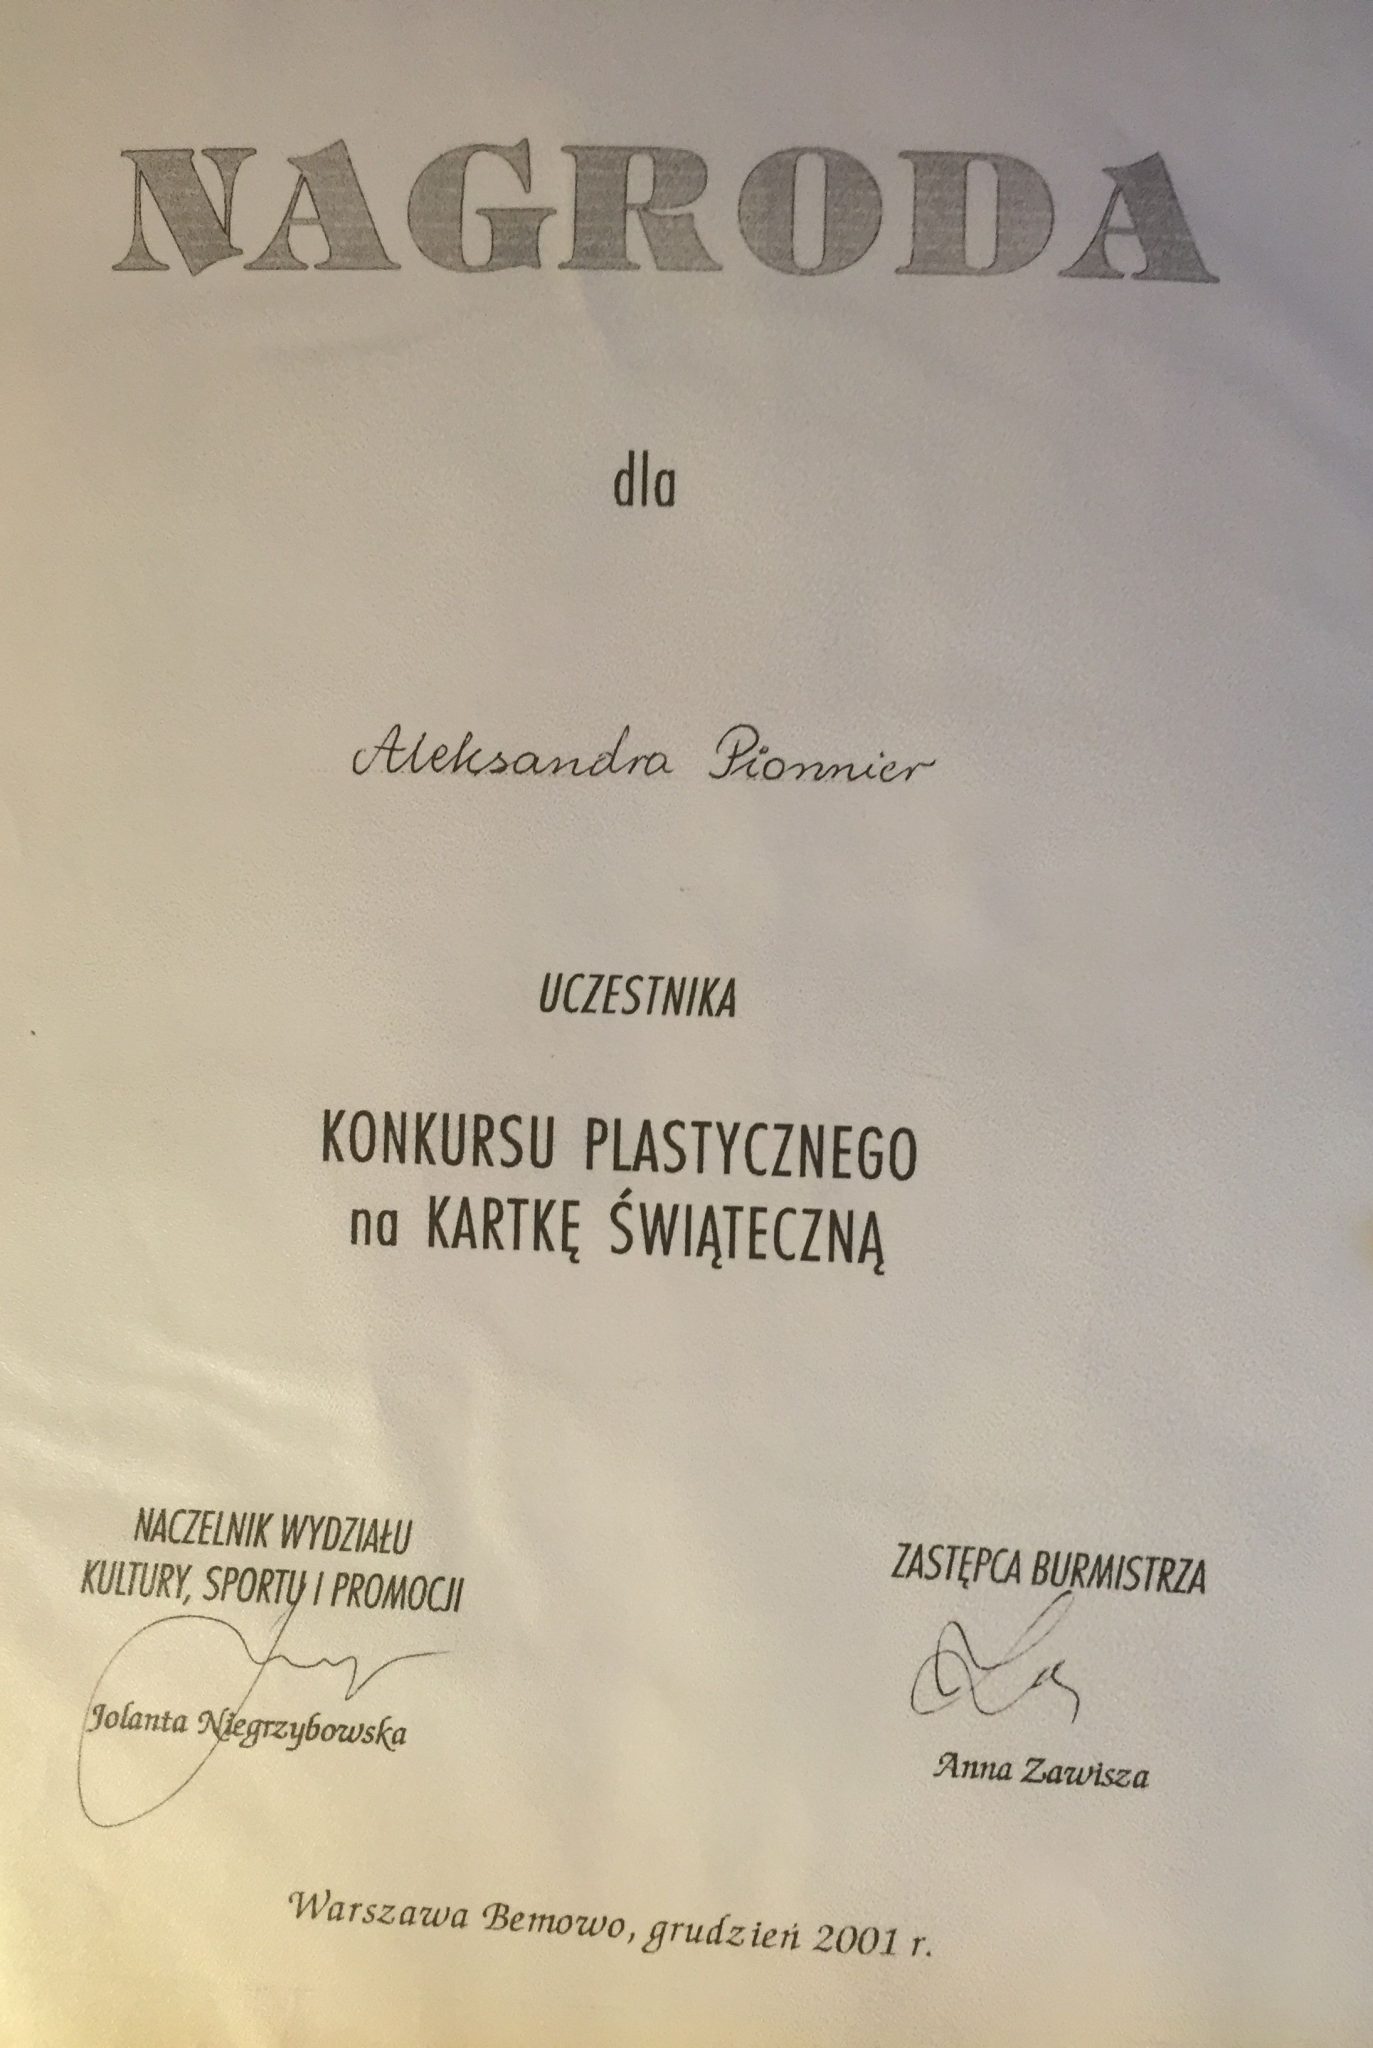 NAGRODA
dla
Aleksandra Pionnier
UCZESTNIKA
KONKURSU PLASTYCZNEGO
na KARTKĘ ŚWIĄTECZNĄ
NACZELNIK WYDZIAŁU
KULTURY, SPORTU I PROMOCJI
Jolanta Niegrzybowska
ZASTĘPCA BURMISTRZA
Anna Zawisza
Warszawa Bemowo, grudzień 2001 r.